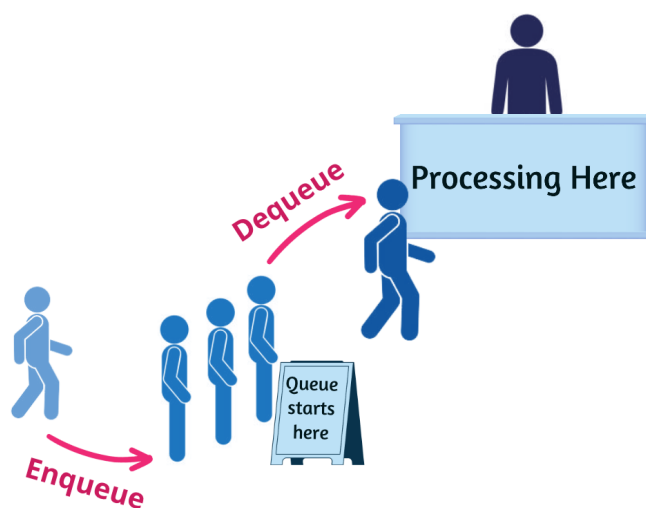 Processing Here
Dequeue
Queue
starts
here
Enqueue